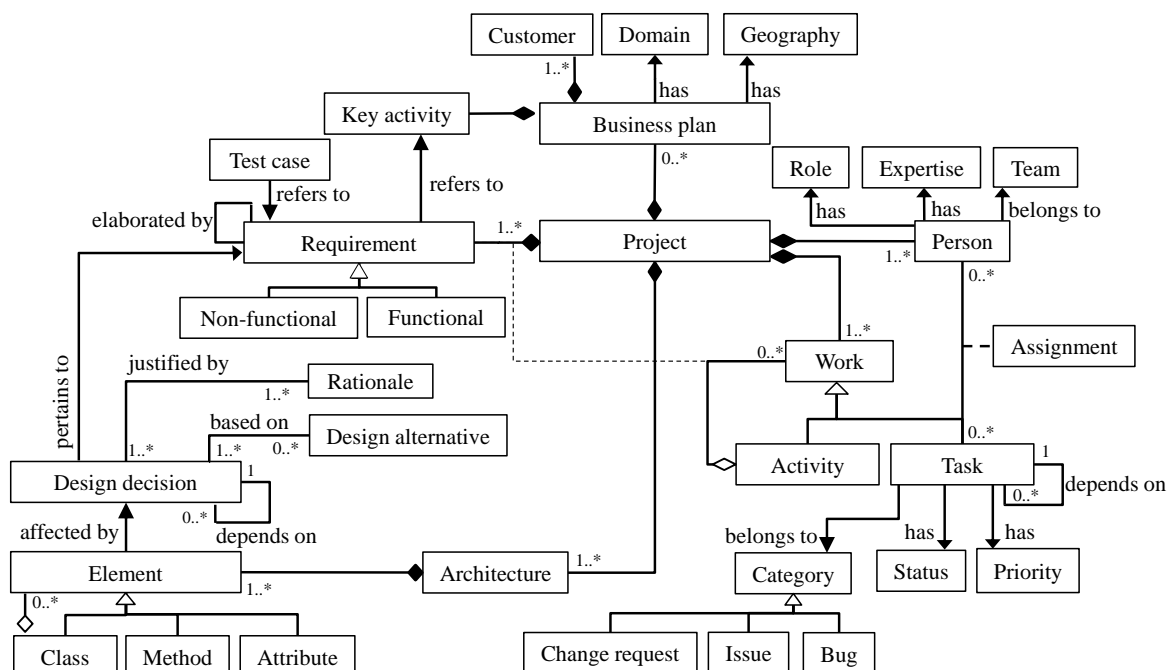 Customer
Domain
Geography
1..*
has
has
Key activity
Business plan
0..*
Test case
refers to
refers to
Role
Expertise
Team
has
has
belongs to
elaborated by
Requirement
1..*
Project
Person
1..*
0..*
Non-functional
Functional
1..*
0..*
Work
Assignment
justified by
1..*
Rationale
pertains to
based on
0..*
Design alternative
1..*
1..*
0..*
1
Design decision
1
Activity
Task
0..*
depends on
0..*
depends on
affected by
belongs to
has
has
Element
1..*
Architecture
1..*
Category
Status
Priority
0..*
Class
Method
Attribute
Change request
Issue
Bug